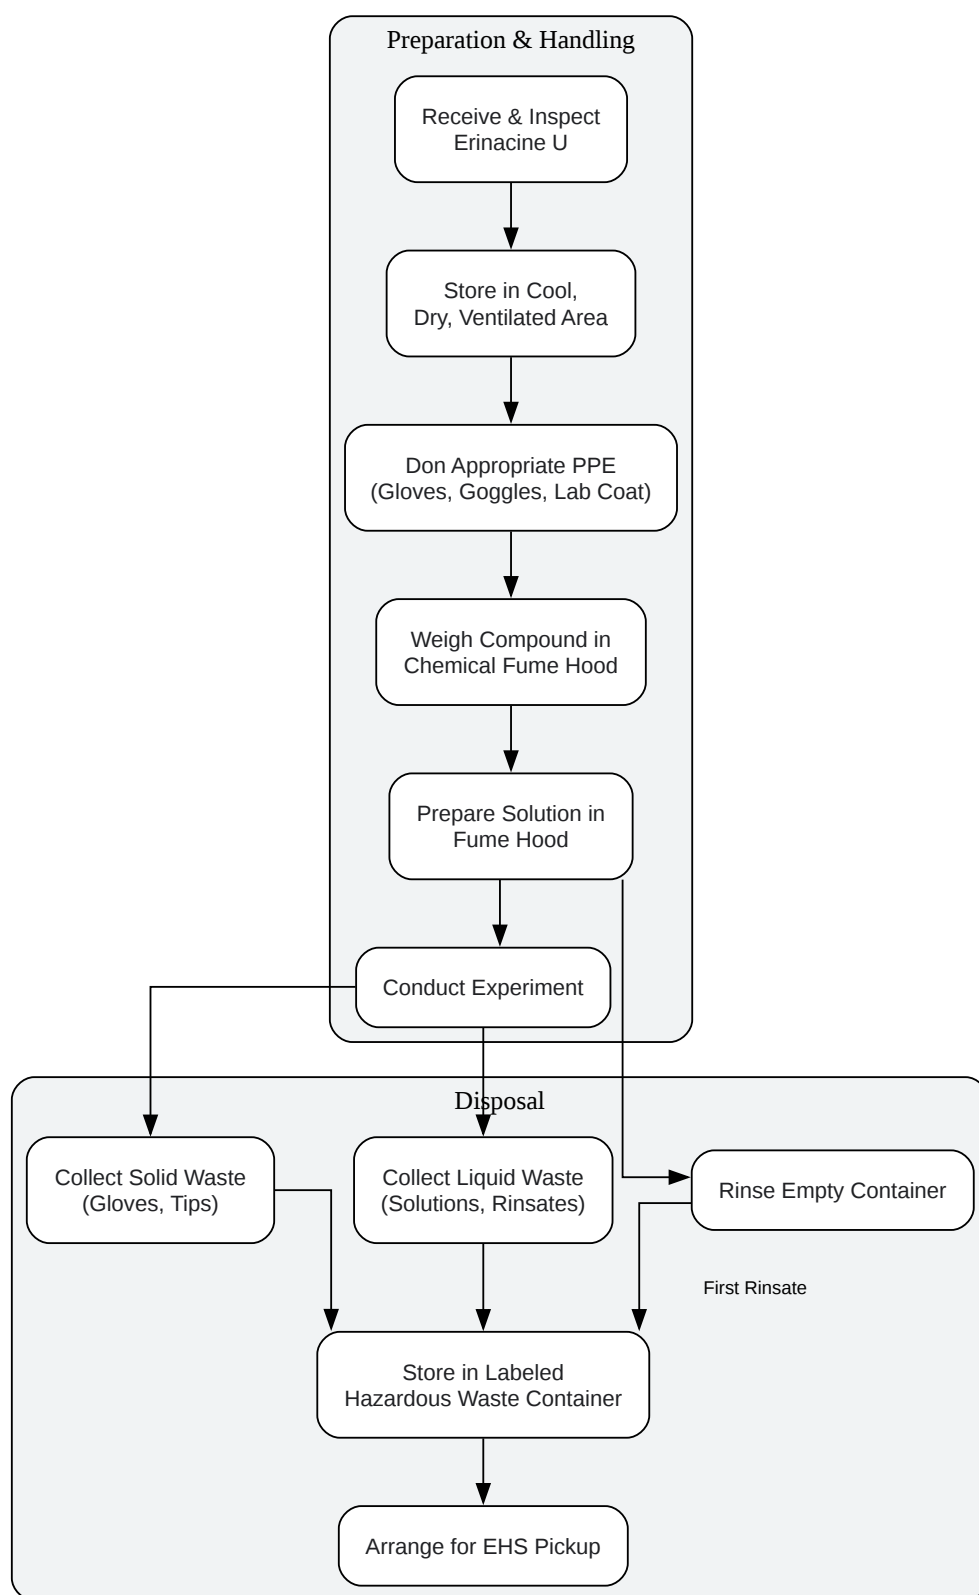 Preparation & Handling
Receive & Inspect
Erinacine U
Store in Cool,
Dry, Ventilated Area
Don Appropriate PPE
(Gloves, Goggles, Lab Coat)
Weigh Compound in
Chemical Fume Hood
Prepare Solution in
Fume Hood
Conduct Experiment
Disposal
Collect Solid Waste
(Gloves, Tips)
Collect Liquid Waste
(Solutions, Rinsates)
Rinse Empty Container
First Rinsate
Store in Labeled
Hazardous Waste Container
Arrange for EHS Pickup